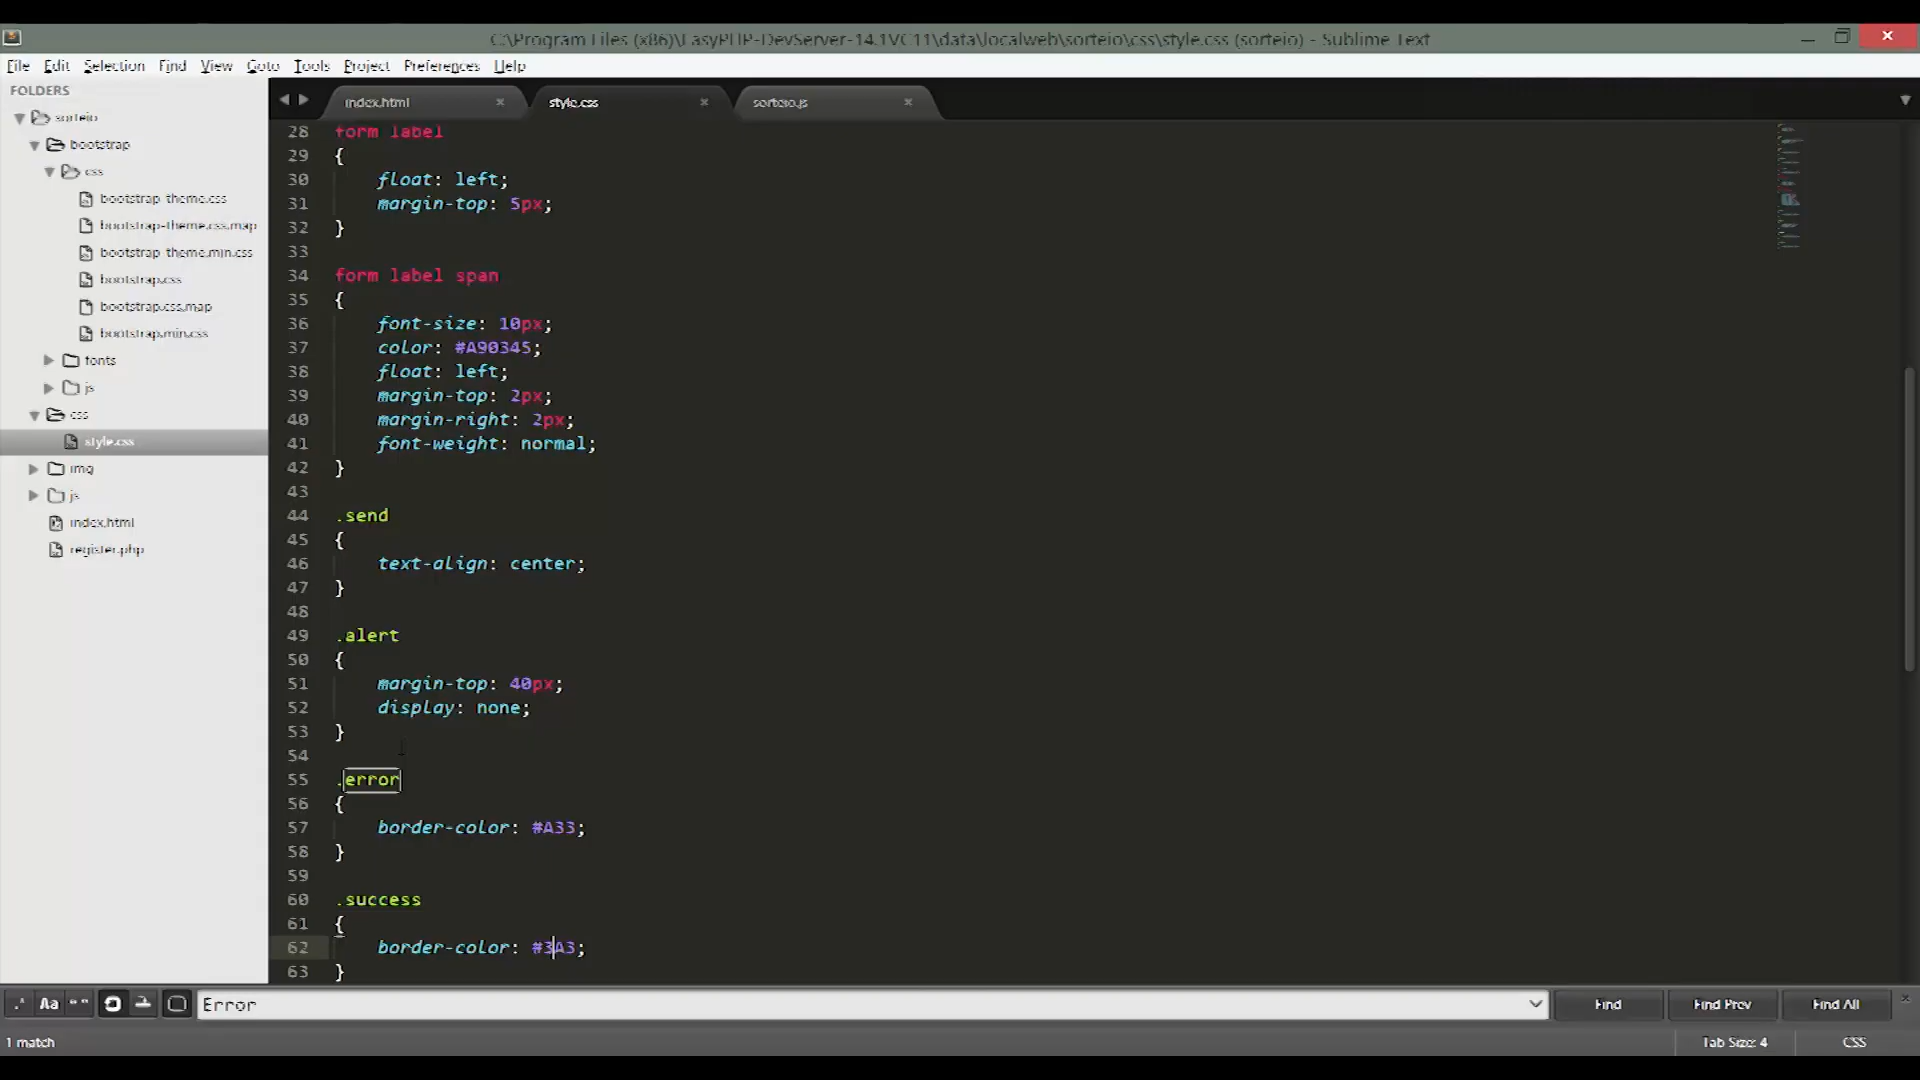 C:\Program Files (x86)\EasyPHP-DevServer-14.1VC11\data\localweb\sorteio\css\style.css (sorteio) - Sublime Text
File Edit Selection Find View Goto Tools Project Preferences Help
FOLDERS
sorteio
bootstrap
css
bootstrap-theme.css
bootstrap-theme.css.map
bootstrap-theme.min.css
bootstrap.css
bootstrap.css.map
bootstrap.min.css
fonts
js
css
style.css
img
js
index.html
register.php
index.html × style.css × sorteio.js ×
28 form label
29 {
30 float: left;
31 margin-top: 5px;
32 }
33
34 form label span
35 {
36 font-size: 10px;
37 color: #A90345;
38 float: left;
39 margin-top: 2px;
40 margin-right: 2px;
41 font-weight: normal;
42 }
43
44 .send
45 {
46 text-align: center;
47 }
48
49 .alert
50 {
51 margin-top: 40px;
52 display: none;
53 }
54
55 .error
56 {
57 border-color: #A33;
58 }
59
60 .success
61 {
62 border-color: #3A3;
63 }
.* Aa "" Error Find Find Prev Find All
1 match Tab Size: 4 CSS